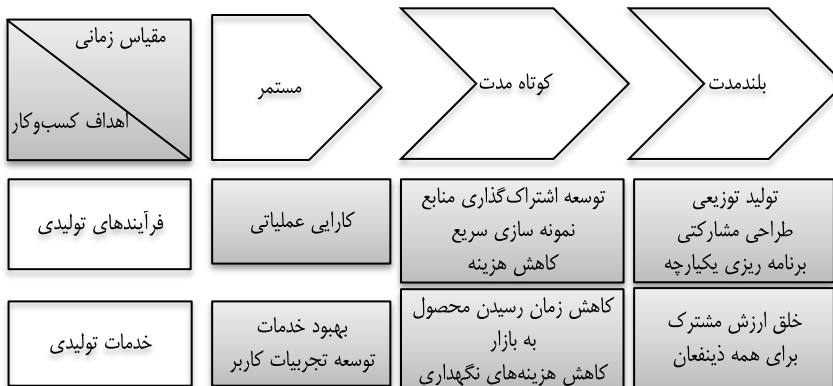 مقیاس زمانی
اهداف کسب‌وکار
مستمر
کوتاه مدت
بلندمدت
فرآیندهای تولیدی
کارایی عملیاتی
توسعه اشتراک‌گذاری منابع
نمونه سازی سریع
کاهش هزینه
تولید توزیعی
طراحی مشارکتی
برنامه ریزی یکپارچه
خدمات تولیدی
بهبود خدمات
توسعه تجربیات کاربر
کاهش زمان رسیدن محصول
به بازار
کاهش هزینه‌های نگهداری
خلق ارزش مشترک
برای همه ذینفعان